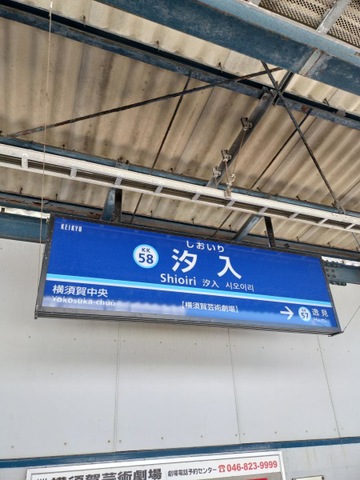 KEIKYU
しおいり
KK
58
汐入
Shioiri 汐入 시오이리
横須賀中央
Yokosuka-chūō
【横須賀芸術劇場】
→
57
逸見
横須賀芸術劇場 劇場電話予約センター ☎046-823-9999